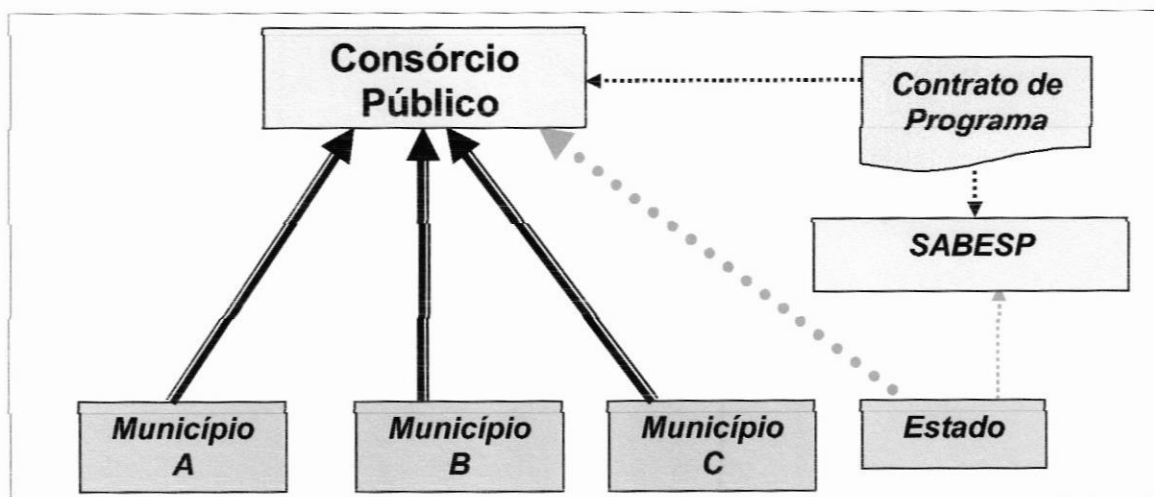 Consórcio
Público
Contrato de
Programa
SABESP
Município
A
Município
B
Município
C
Estado